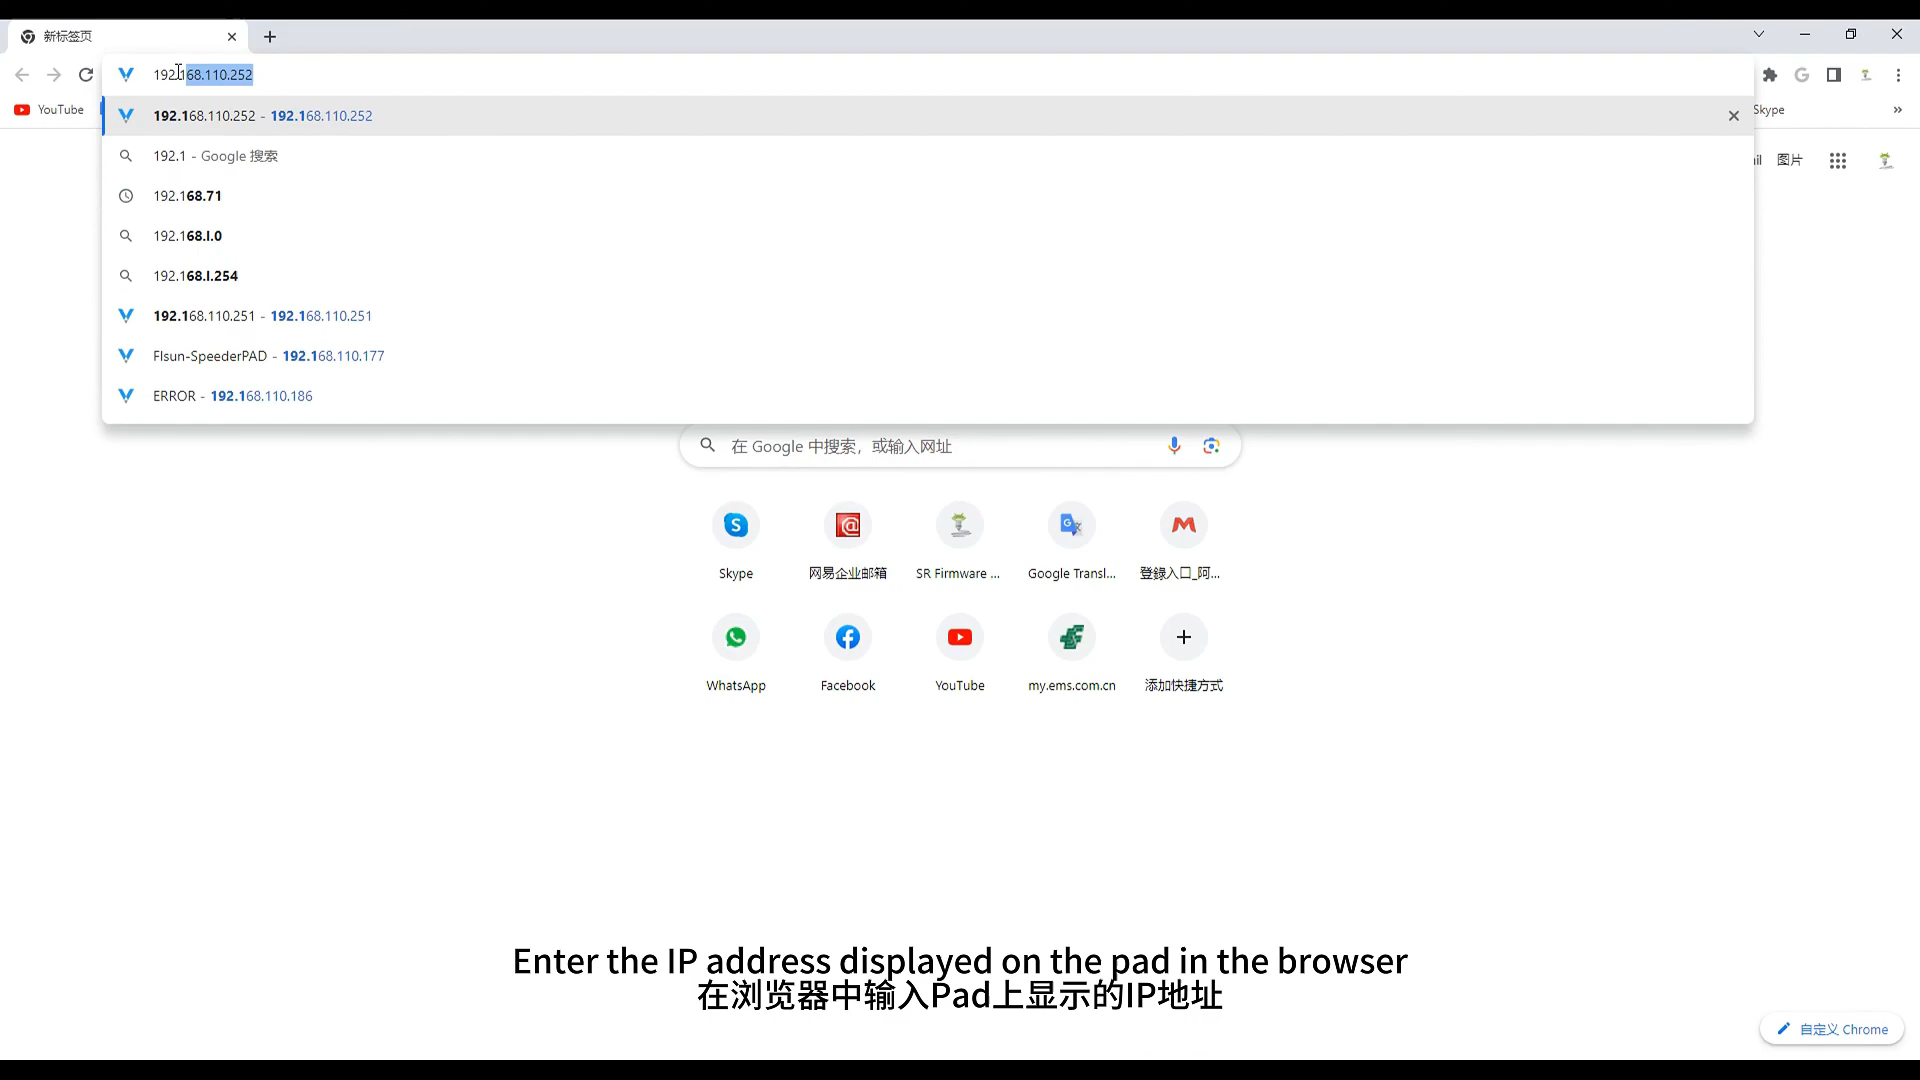 新标签页
192.168.110.252
YouTube
Skype
192.168.110.252 - 192.168.110.252
192.1 - Google 搜索
图片
192.168.71
192.168.l.0
192.168.l.254
192.168.110.251 - 192.168.110.251
Flsun-SpeederPAD - 192.168.110.177
ERROR - 192.168.110.186
在 Google 中搜索，或输入网址
Skype
网易企业邮箱
SR Firmware ...
Google Transl...
登録入口_阿...
WhatsApp
Facebook
YouTube
my.ems.com.cn
添加快捷方式
Enter the IP address displayed on the pad in the browser
在浏览器中输入Pad上显示的IP地址
自定义 Chrome